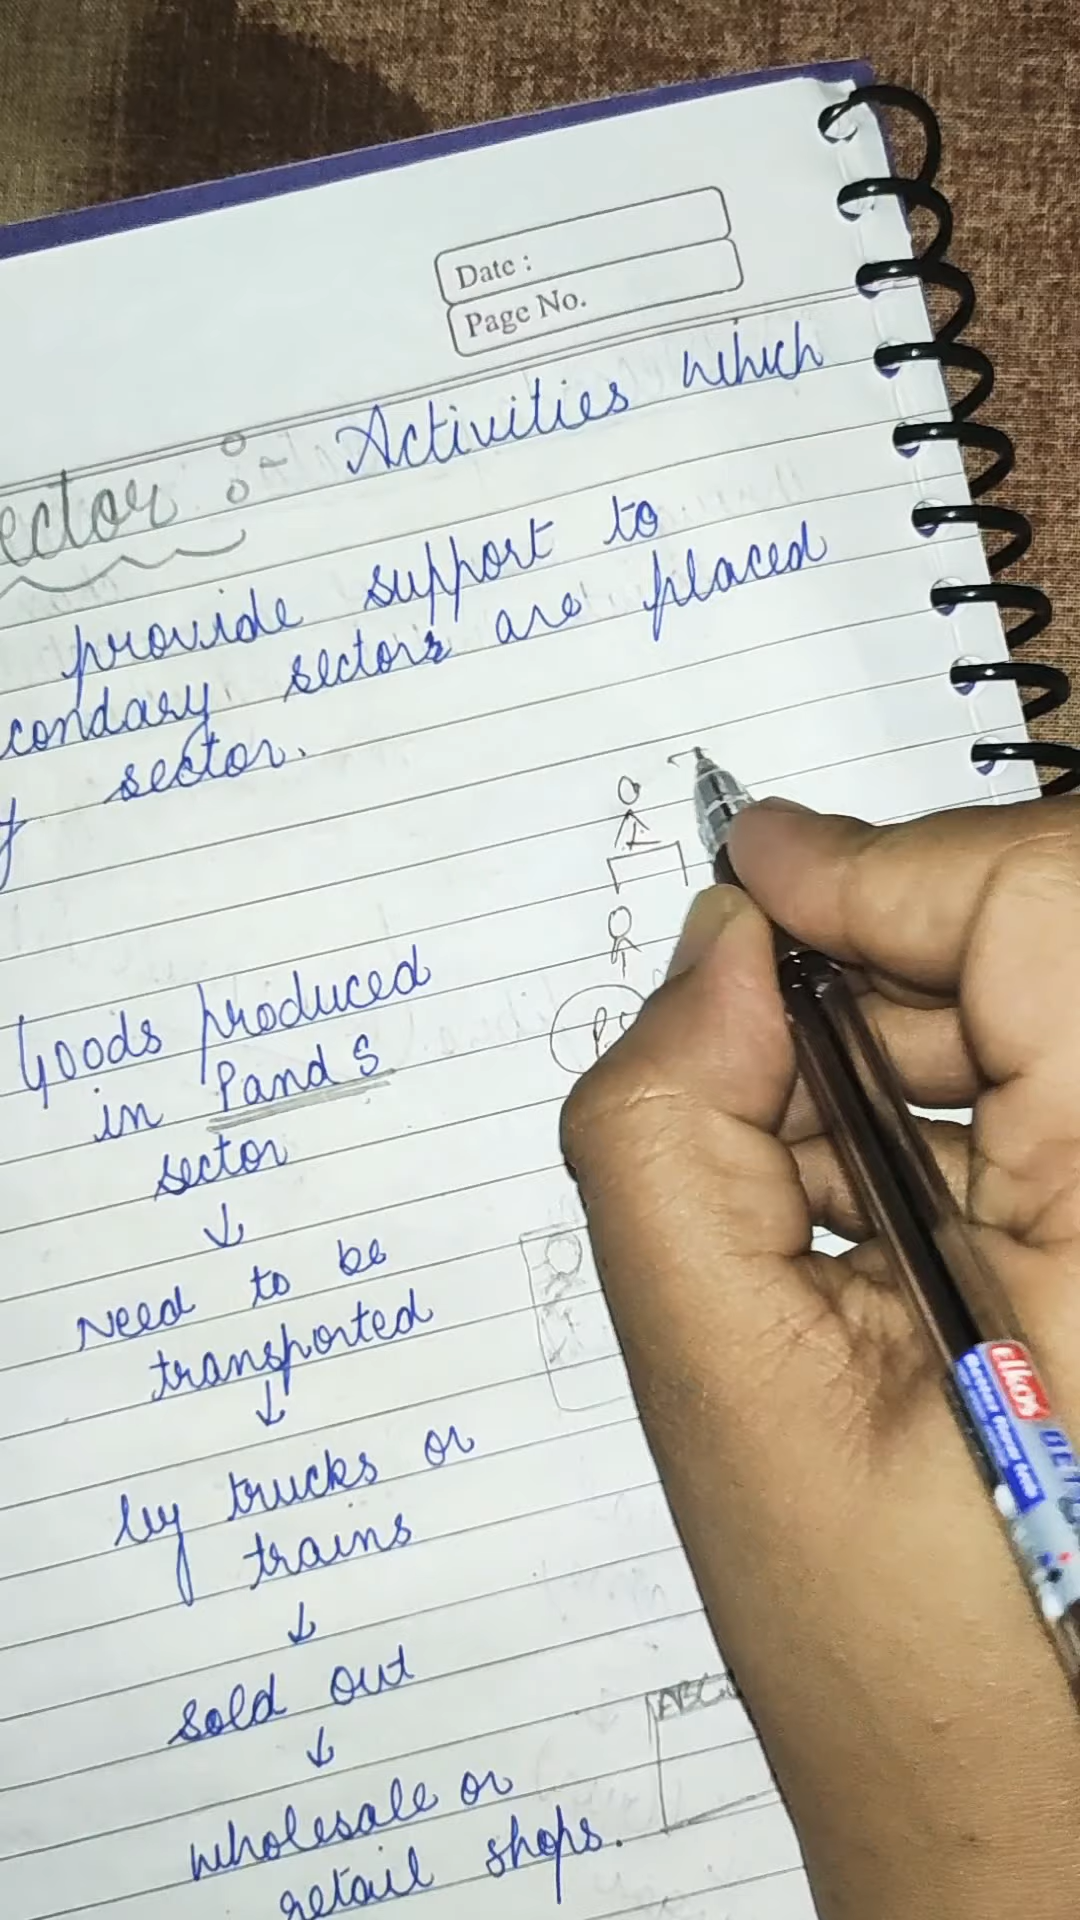 Date :
Page No.
ector :- Activities which
provide support to
condary sectors are placed
y sector.
Goods produced
in P and S
sector
↓
Need to be
transported
↓
by trucks or
trains
↓
sold out
↓
wholesale or
retail shops.
Elkos